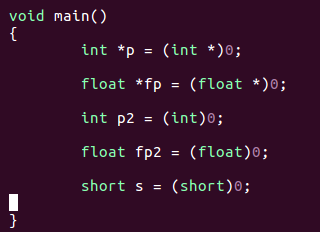 void main()
{
int *p = (int *)0;
float *fp = (float *)0;
int p2 = (int)0;
float fp2 = (float)0;
short s = (short)0;
}